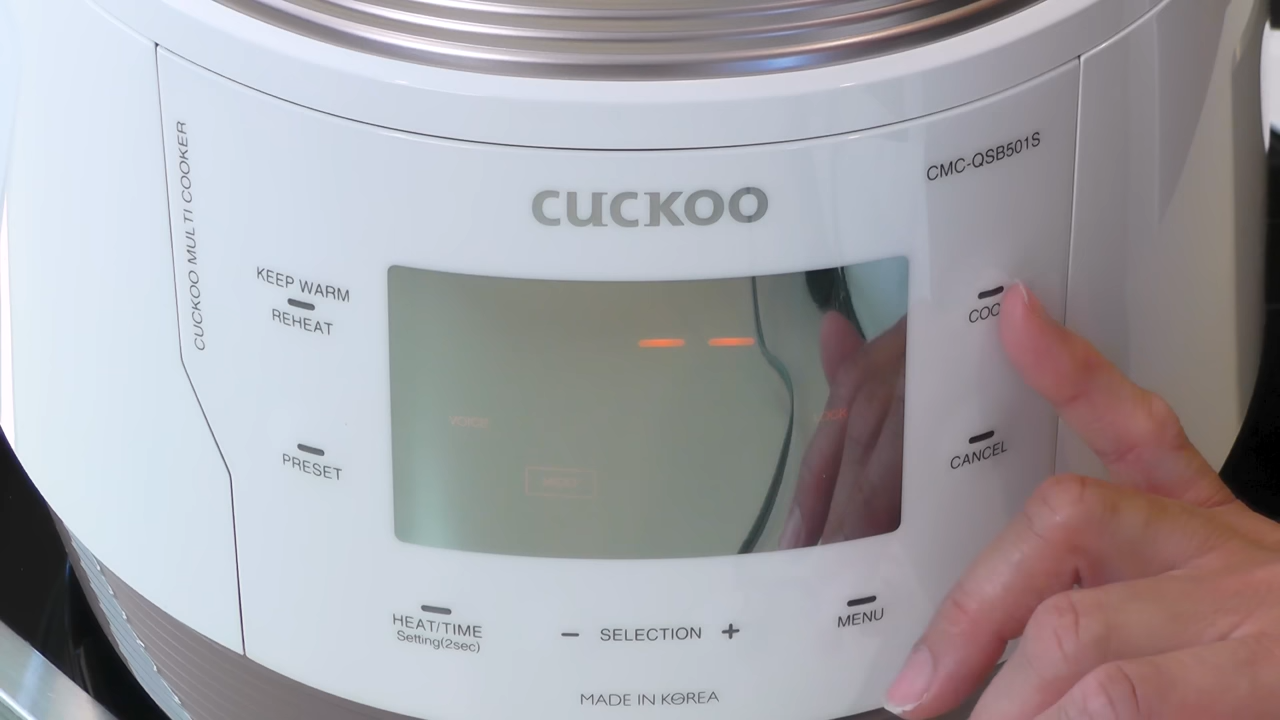 CUCKOO MULTI COOKER
CMC-QSB501S
CUCKOO
KEEP WARM
REHEAT
PRESET
CANCEL
HEAT/TIME
Setting(2sec)
− SELECTION +
MENU
MADE IN KOREA